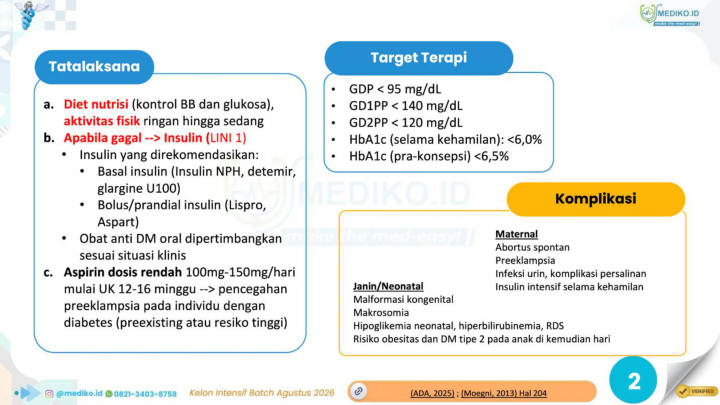 MEDIKO.ID
make the med-easy!
Tatalaksana
a. Diet nutrisi (kontrol BB dan glukosa),
aktivitas fisik ringan hingga sedang
b. Apabila gagal --> Insulin (LINI 1)
• Insulin yang direkomendasikan:
• Basal insulin (Insulin NPH, detemir,
glargine U100)
• Bolus/prandial insulin (Lispro,
Aspart)
• Obat anti DM oral dipertimbangkan
sesuai situasi klinis
c. Aspirin dosis rendah 100mg-150mg/hari
mulai UK 12-16 minggu --> pencegahan
preeklampsia pada individu dengan
diabetes (preexisting atau resiko tinggi)
Target Terapi
• GDP < 95 mg/dL
• GD1PP < 140 mg/dL
• GD2PP < 120 mg/dL
• HbA1c (selama kehamilan): <6,0%
• HbA1c (pra-konsepsi) <6,5%
MEDIKO.ID
make the med-easy!
Komplikasi
Maternal
Abortus spontan
Preeklampsia
Infeksi urin, komplikasi persalinan
Insulin intensif selama kehamilan
Janin/Neonatal
Malformasi kongenital
Makrosomia
Hipoglikemia neonatal, hiperbilirubinemia, RDS
Risiko obesitas dan DM tipe 2 pada anak di kemudian hari
@mediko.id 0821-3403-8758
Kelon Intensif Batch Agustus 2026
(ADA, 2025) ; (Moegni, 2013) Hal 204
2
VERIFIED